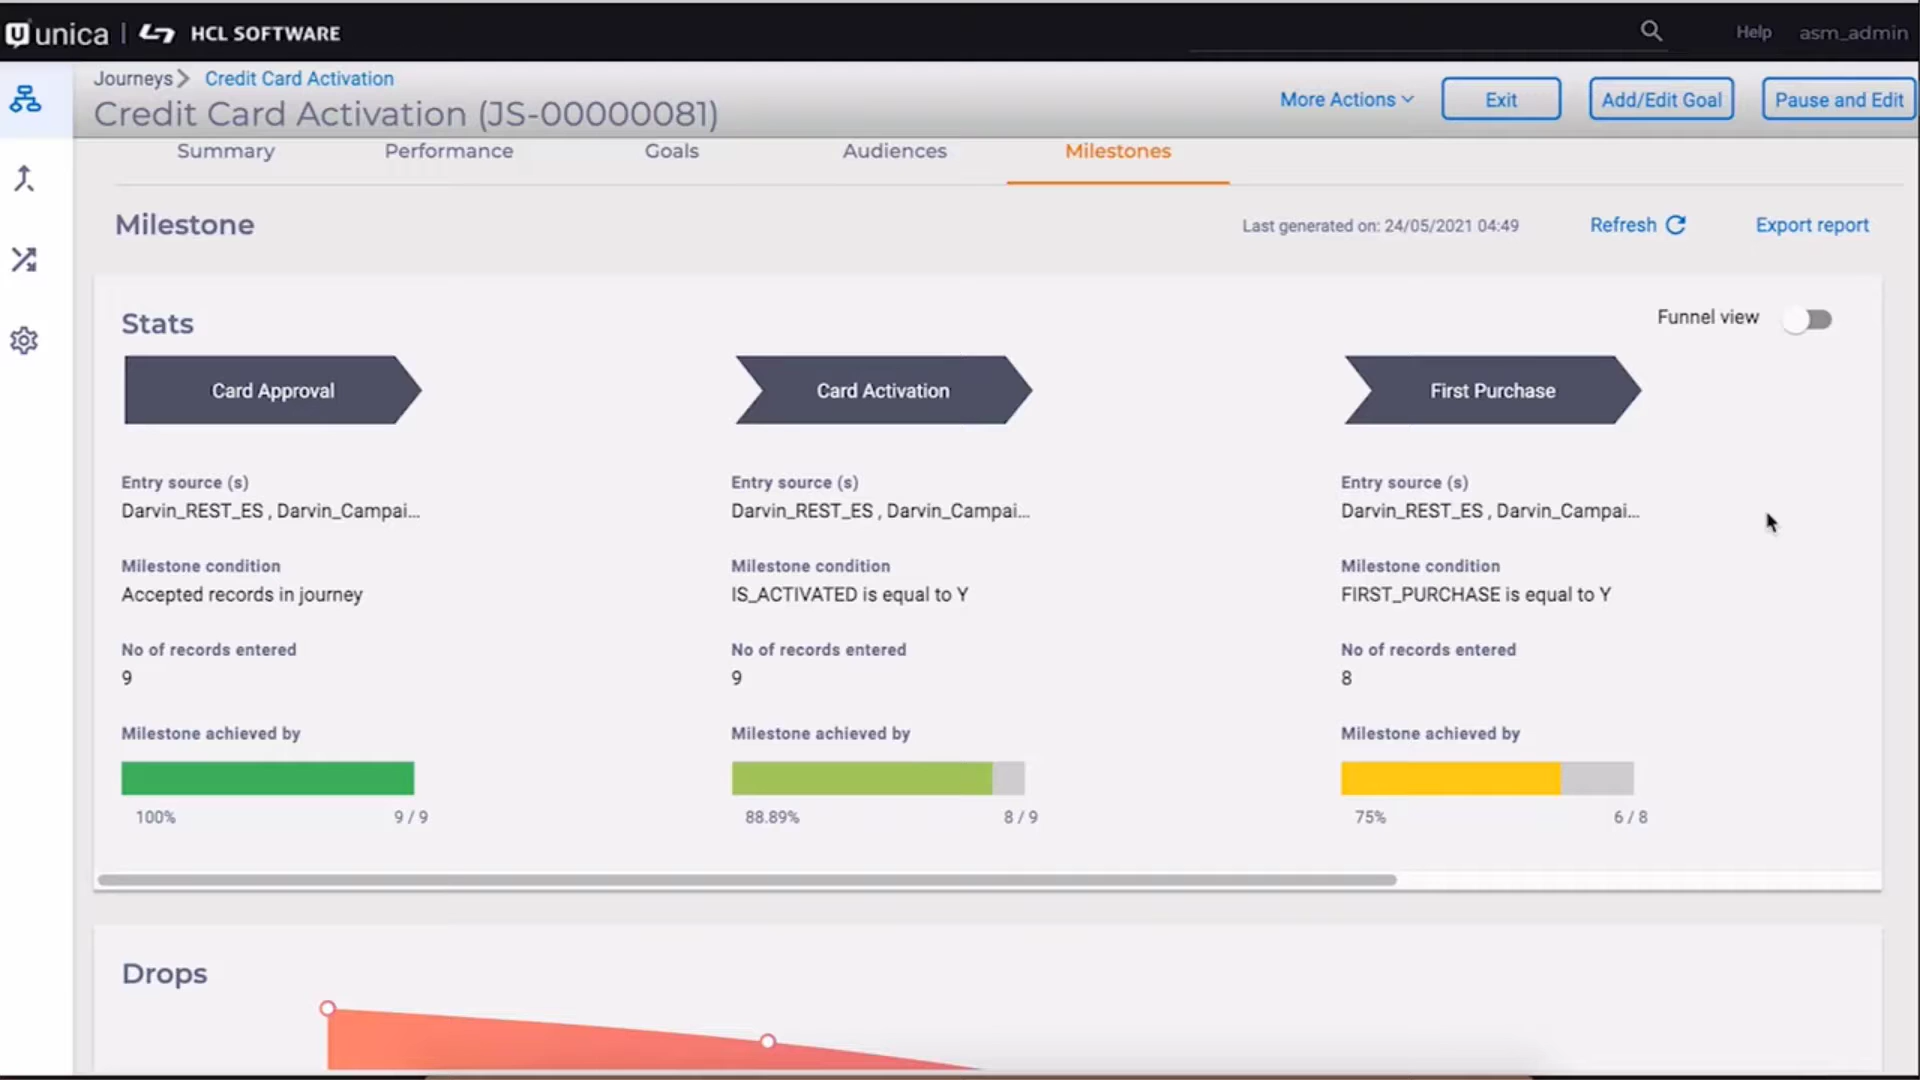 unica | HCL SOFTWARE
Help asm_admin
Journeys Credit Card Activation
Credit Card Activation (JS-00000081)
More Actions Exit Add/Edit Goal Pause and Edit
Summary Performance Goals Audiences Milestones
Milestone
Last generated on: 24/05/2021 04:49 Refresh Export report
Stats
Funnel view
Card Approval Card Activation First Purchase
Entry source (s) Entry source (s) Entry source (s)
Darvin_REST_ES , Darvin_Campai... Darvin_REST_ES , Darvin_Campai... Darvin_REST_ES , Darvin_Campai...
Milestone condition Milestone condition Milestone condition
Accepted records in journey IS_ACTIVATED is equal to Y FIRST_PURCHASE is equal to Y
No of records entered No of records entered No of records entered
9 9 8
Milestone achieved by Milestone achieved by Milestone achieved by
100% 9 / 9 88.89% 8 / 9 75% 6 / 8
Drops